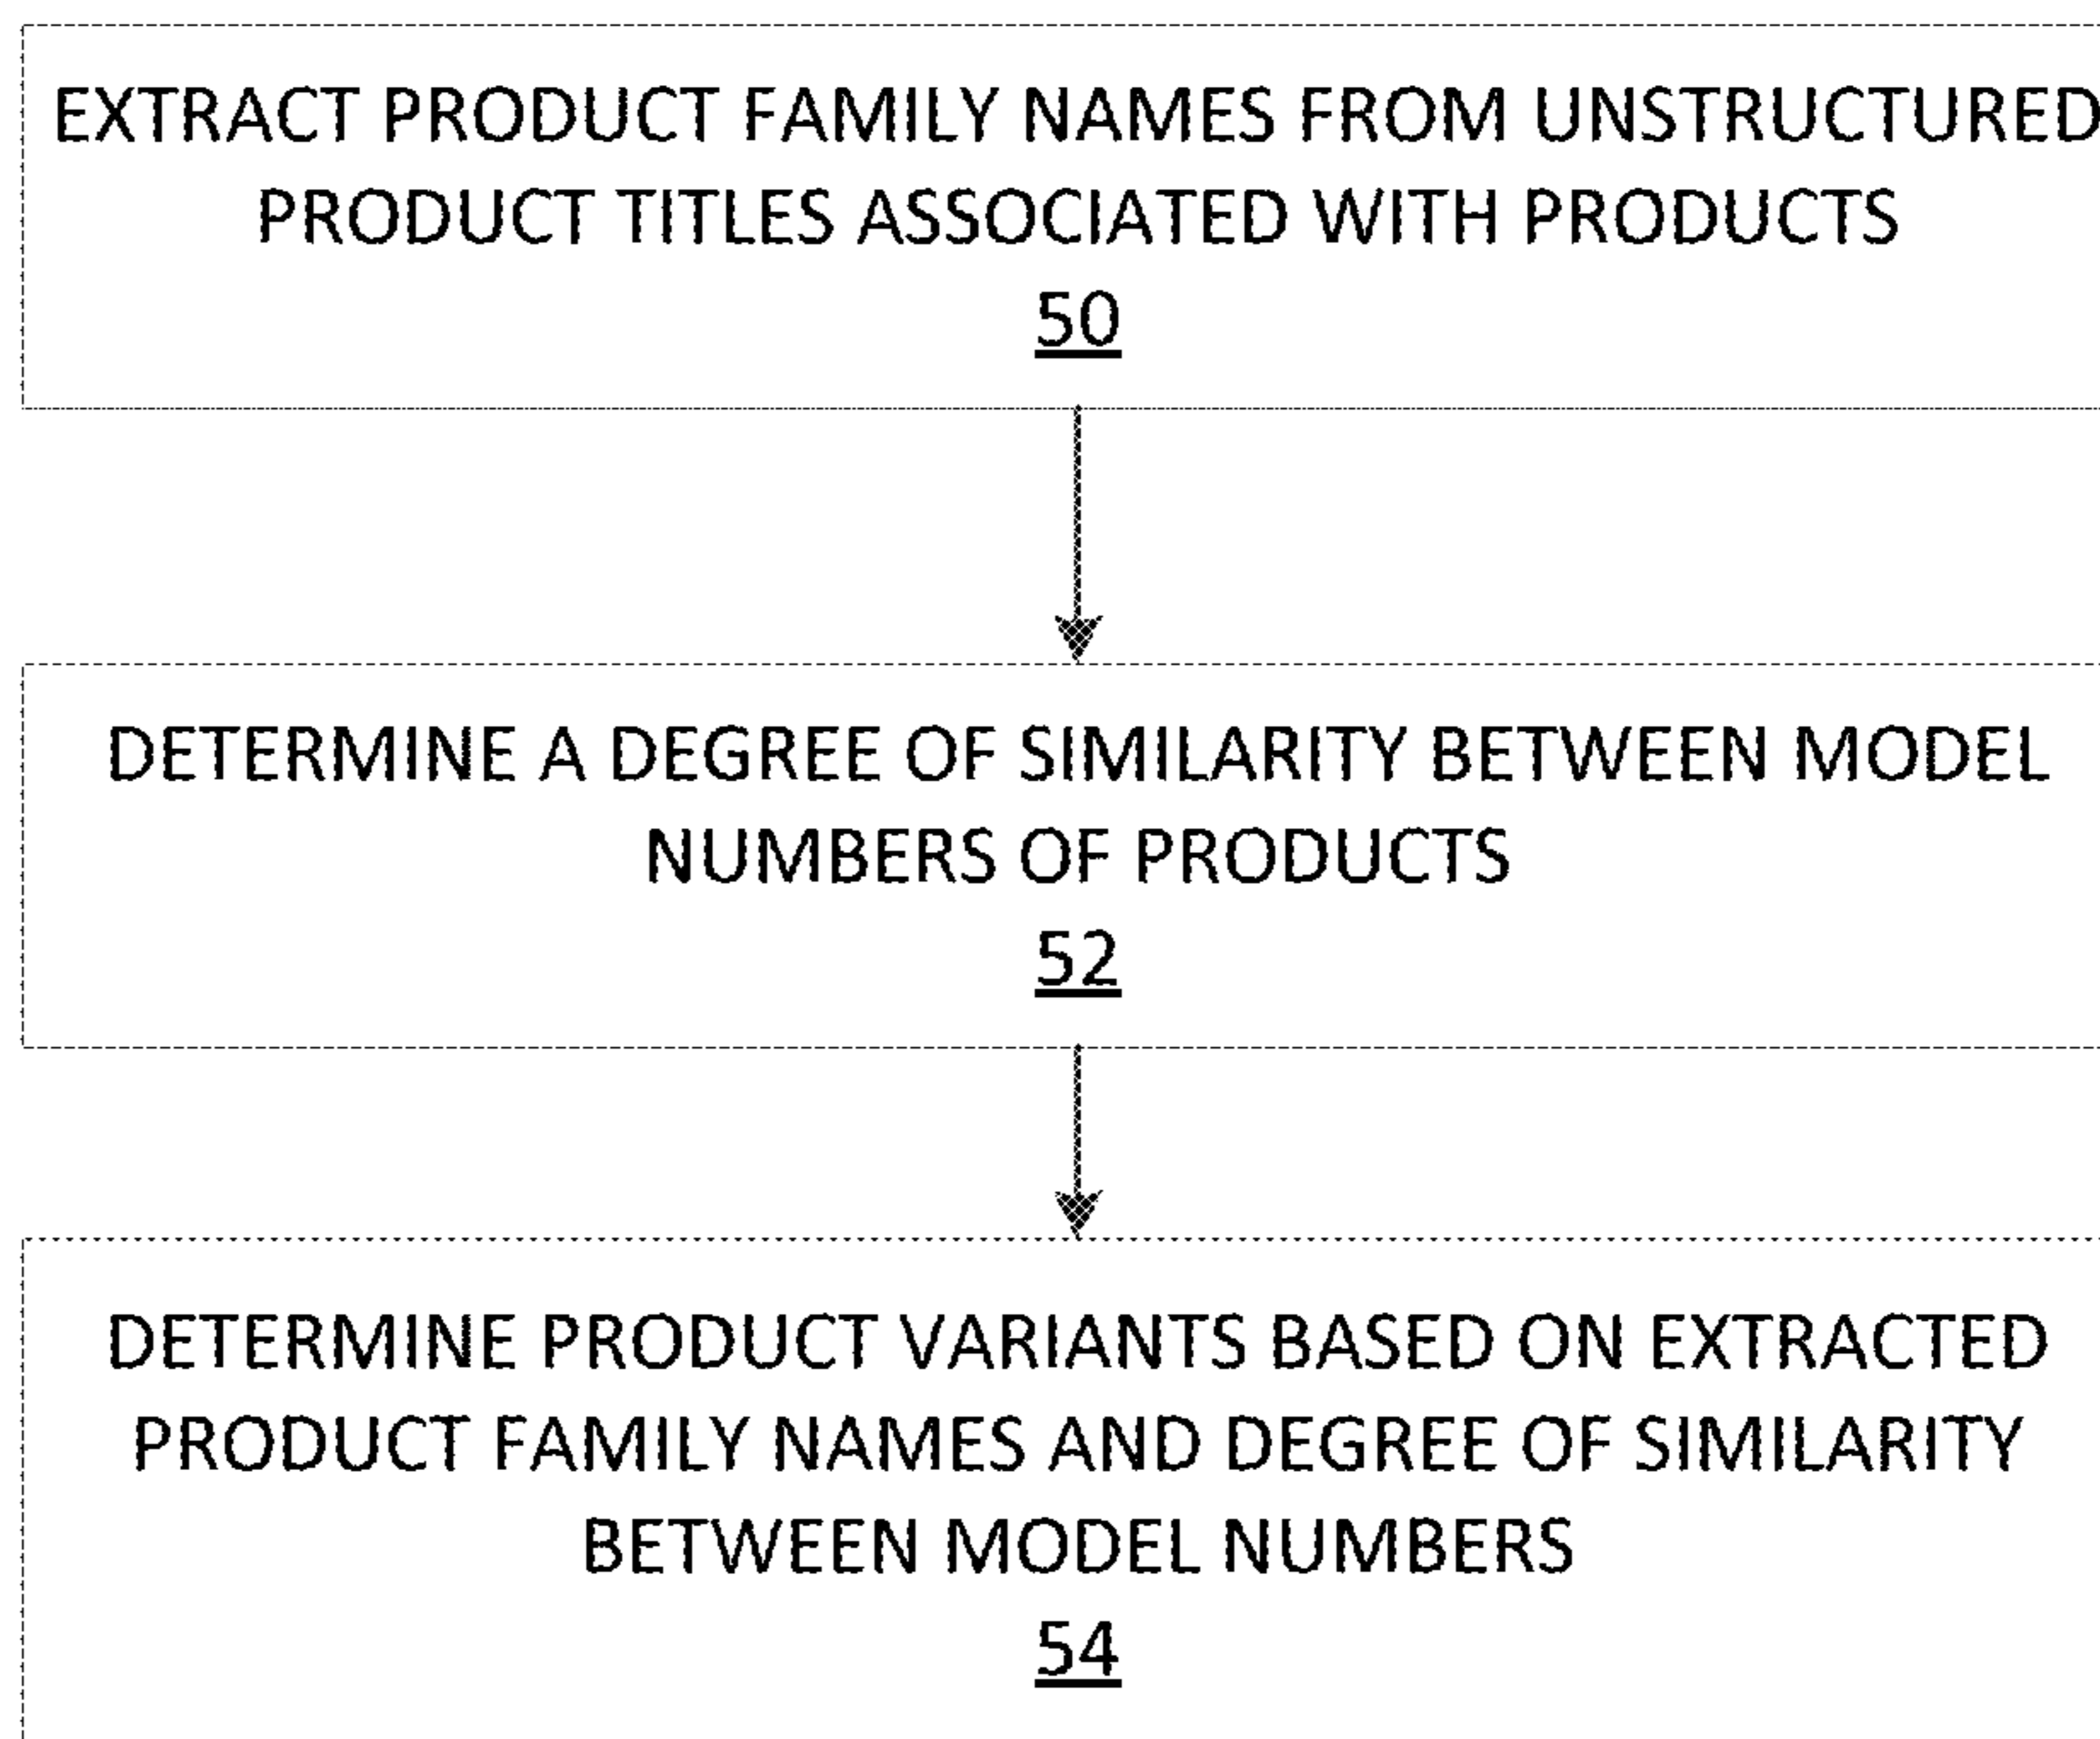 EXTRACT PRODUCT FAMILY NAMES FROM UNSTRUCTURED
PRODUCT TITLES ASSOCIATED WITH PRODUCTS
50
DETERMINE A DEGREE OF SIMILARITY BETWEEN MODEL
NUMBERS OF PRODUCTS
52
DETERMINE PRODUCT VARIANTS BASED ON EXTRACTED
PRODUCT FAMILY NAMES AND DEGREE OF SIMILARITY
BETWEEN MODEL NUMBERS
54